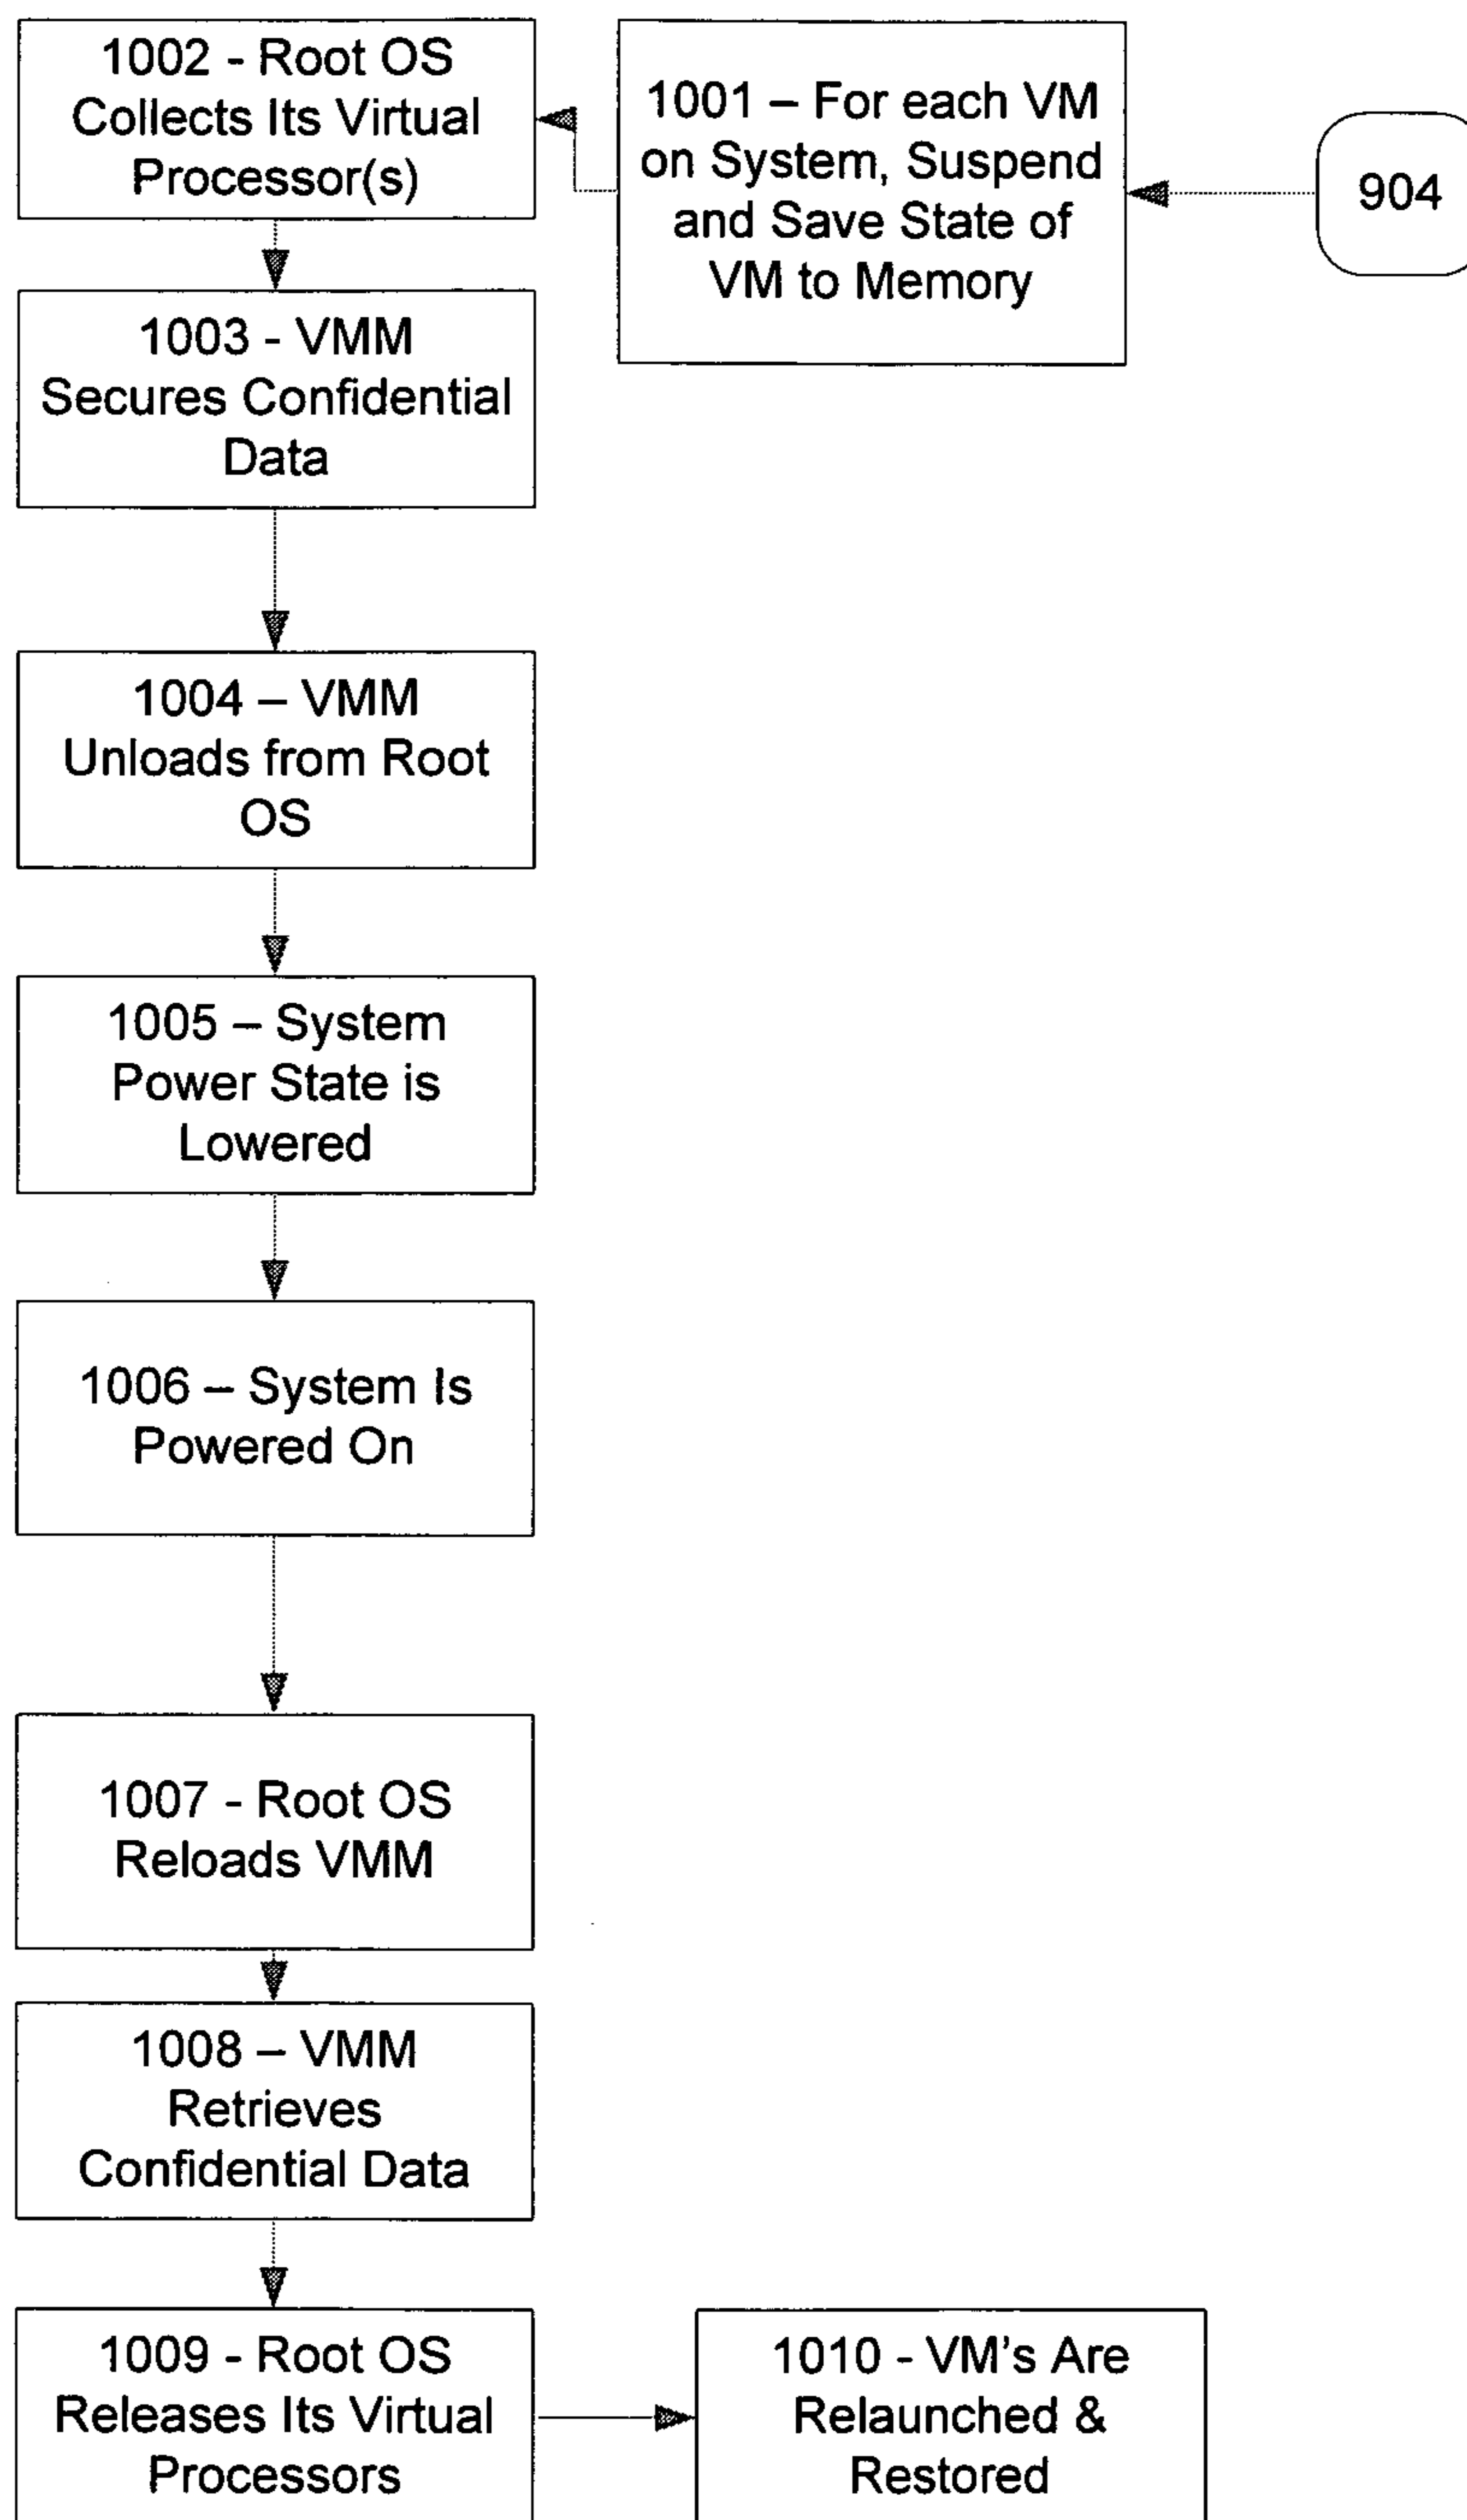 904
1001 – For each VM
on System, Suspend
and Save State of
VM to Memory
1002 - Root OS
Collects Its Virtual
Processor(s)
1003 - VMM
Secures Confidential
Data
1004 – VMM
Unloads from Root
OS
1005 – System
Power State is
Lowered
1006 – System Is
Powered On
1007 - Root OS
Reloads VMM
1008 – VMM
Retrieves
Confidential Data
1009 - Root OS
Releases Its Virtual
Processors
1010 - VM's Are
Relaunched &
Restored